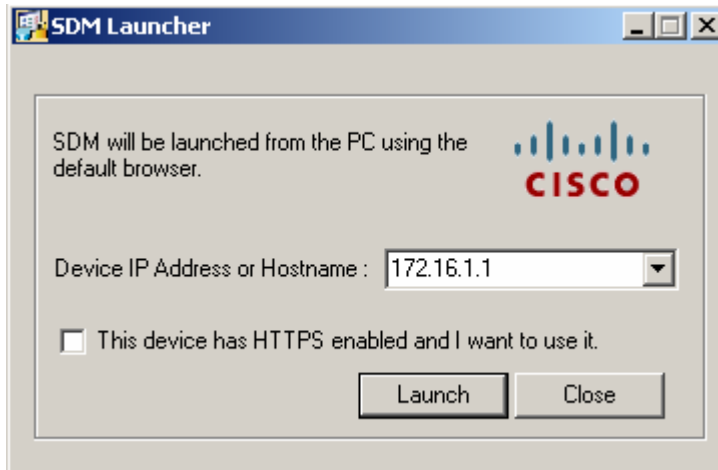 SDM Launcher
SDM will be launched from the PC using the
default browser.
CISCO
Device IP Address or Hostname :
172.16.1.1
This device has HTTPS enabled and I want to use it.
Launch
Close